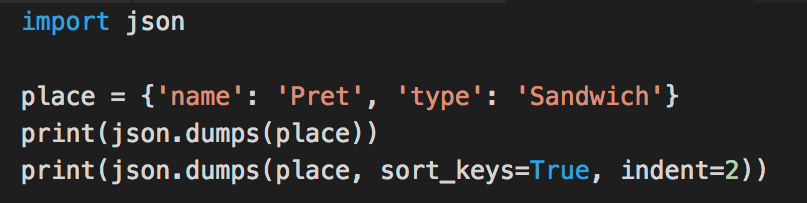 import json
place = {'name': 'Pret', 'type': 'Sandwich'}
print(json.dumps(place))
print(json.dumps(place, sort_keys=True, indent=2))